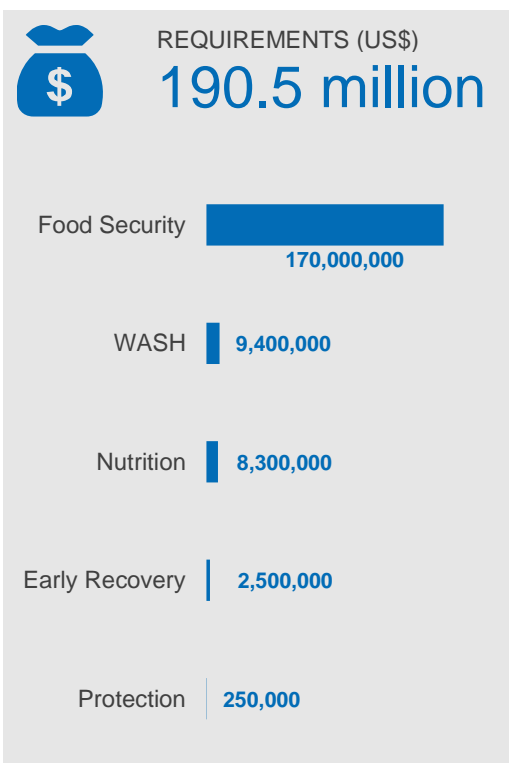 REQUIREMENTS (US$)
$ 190.5 million
Food Security
170,000,000
WASH 9,400,000
Nutrition 8,300,000
Early Recovery 2,500,000
Protection 250,000